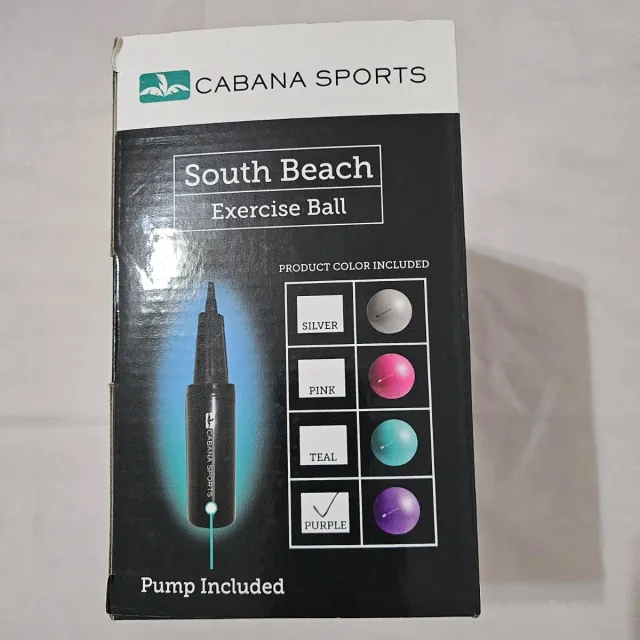 CABANA SPORTS
South Beach
Exercise Ball
PRODUCT COLOR INCLUDED
SILVER
PINK
TEAL
PURPLE
CABANA SPORTS
Pump Included